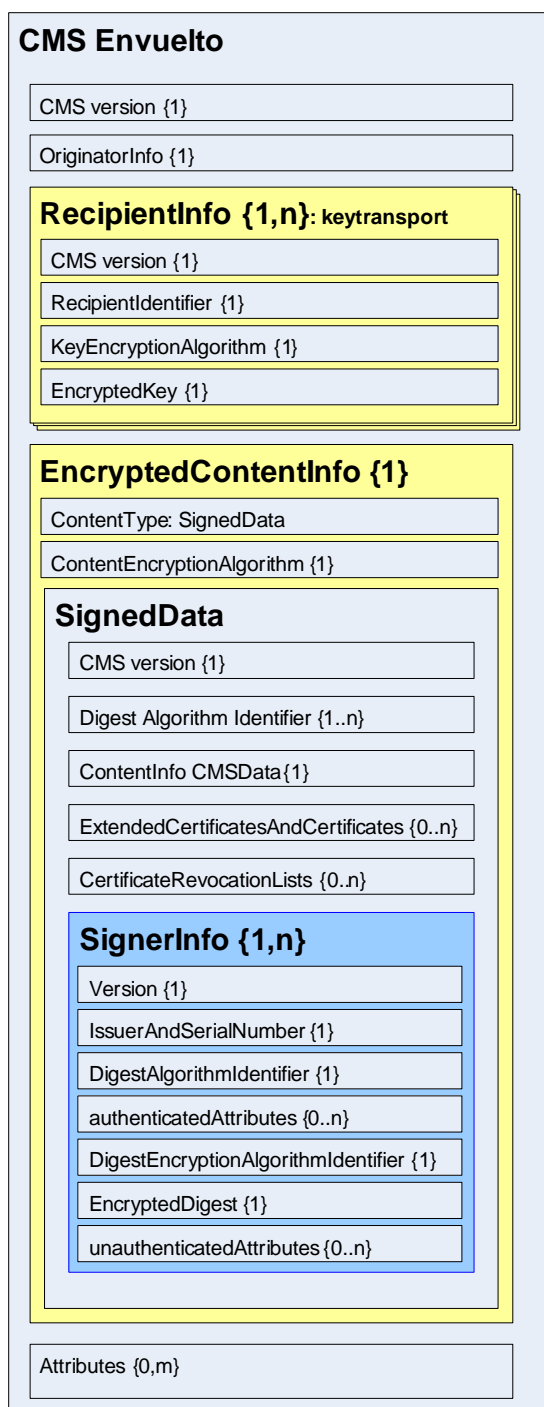 CMS Envuelto
CMS version {1}
OriginatorInfo {1}
RecipientInfo {1,n}: keytransport
CMS version {1}
RecipientIdentifier {1}
KeyEncryptionAlgorithm {1}
EncryptedKey {1}
EncryptedContentInfo {1}
ContentType: SignedData
ContentEncryptionAlgorithm {1}
SignedData
CMS version {1}
Digest Algorithm Identifier {1..n}
ContentInfo CMSData{1}
ExtendedCertificatesAndCertificates {0..n}
CertificateRevocationLists {0..n}
SignerInfo {1,n}
Version {1}
IssuerAndSerialNumber {1}
DigestAlgorithmIdentifier {1}
authenticatedAttributes {0..n}
DigestEncryptionAlgorithmIdentifier {1}
EncryptedDigest {1}
unauthenticatedAttributes {0..n}
Attributes {0,m}